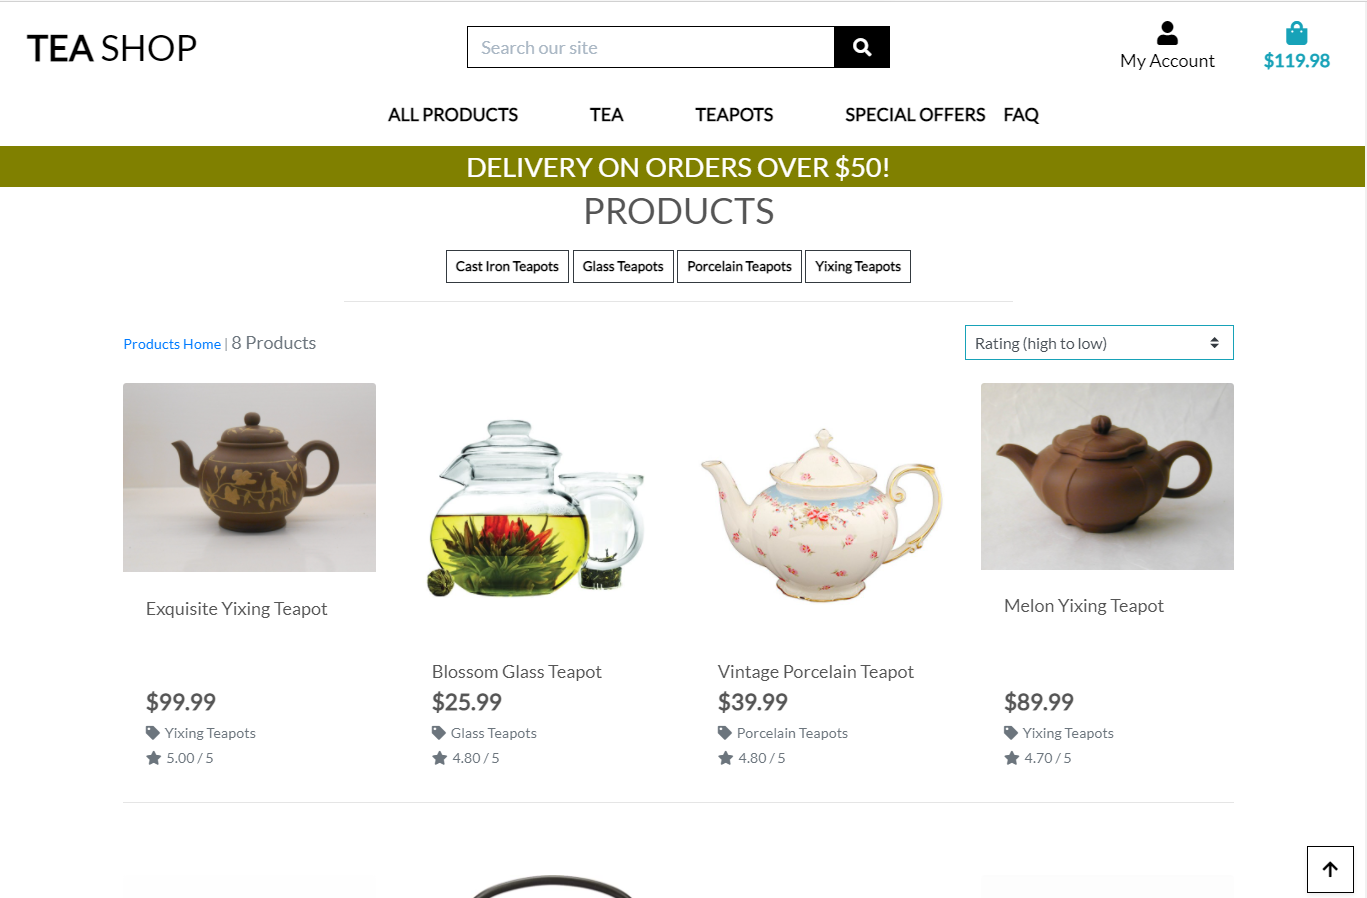 TEA SHOP
Search our site
My Account
$119.98
ALL PRODUCTS TEA TEAPOTS SPECIAL OFFERS FAQ
DELIVERY ON ORDERS OVER $50!
PRODUCTS
Cast Iron Teapots Glass Teapots Porcelain Teapots Yixing Teapots
Products Home | 8 Products
Rating (high to low)
Exquisite Yixing Teapot
$99.99
Yixing Teapots
5.00 / 5
Blossom Glass Teapot
$25.99
Glass Teapots
4.80 / 5
Vintage Porcelain Teapot
$39.99
Porcelain Teapots
4.80 / 5
Melon Yixing Teapot
$89.99
Yixing Teapots
4.70 / 5